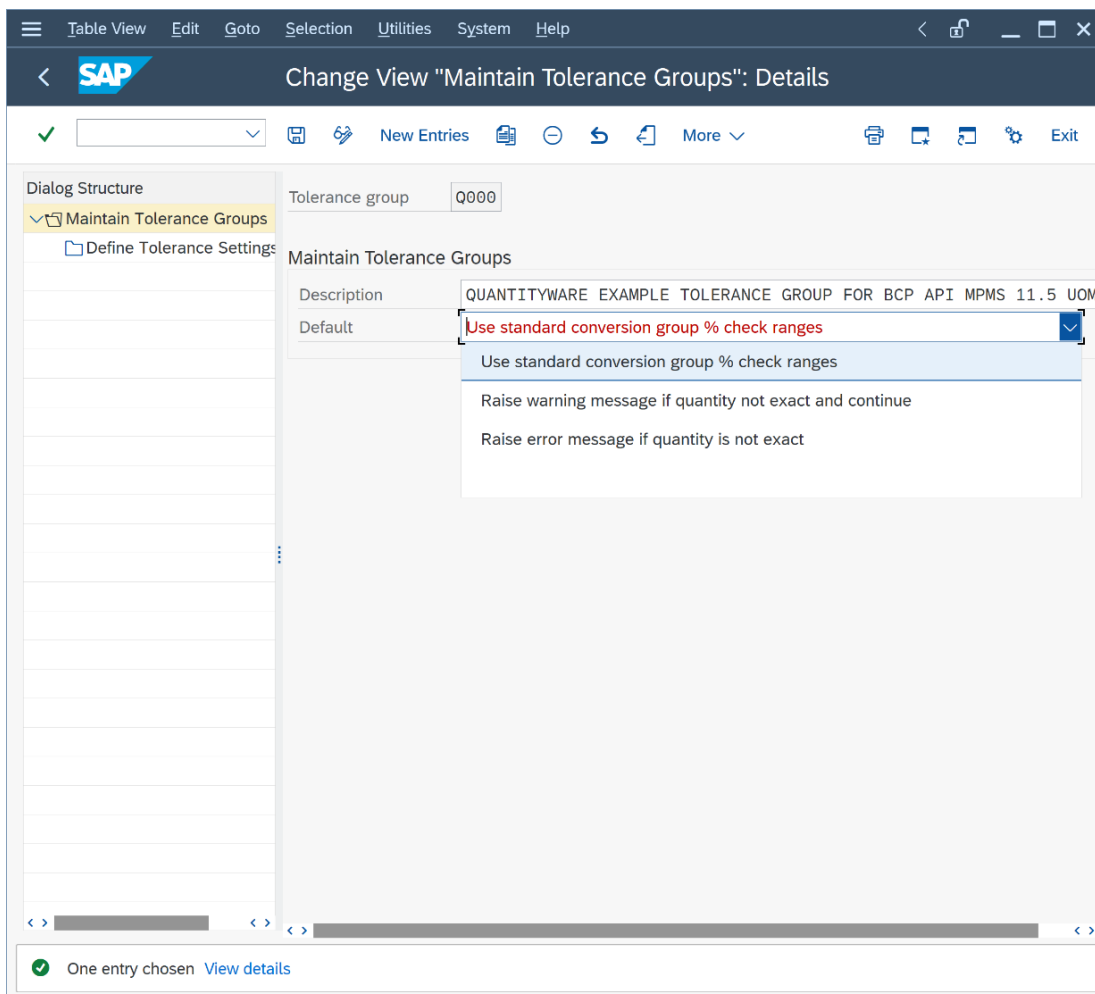 Table View Edit Goto Selection Utilities System Help
SAP Change View "Maintain Tolerance Groups": Details
New Entries More Exit
Dialog Structure
Maintain Tolerance Groups
Define Tolerance Settings
Tolerance group Q000
Maintain Tolerance Groups
Description QUANTITYWARE EXAMPLE TOLERANCE GROUP FOR BCP API MPMS 11.5 UOM
Default Use standard conversion group % check ranges
Use standard conversion group % check ranges
Raise warning message if quantity not exact and continue
Raise error message if quantity is not exact
One entry chosen View details